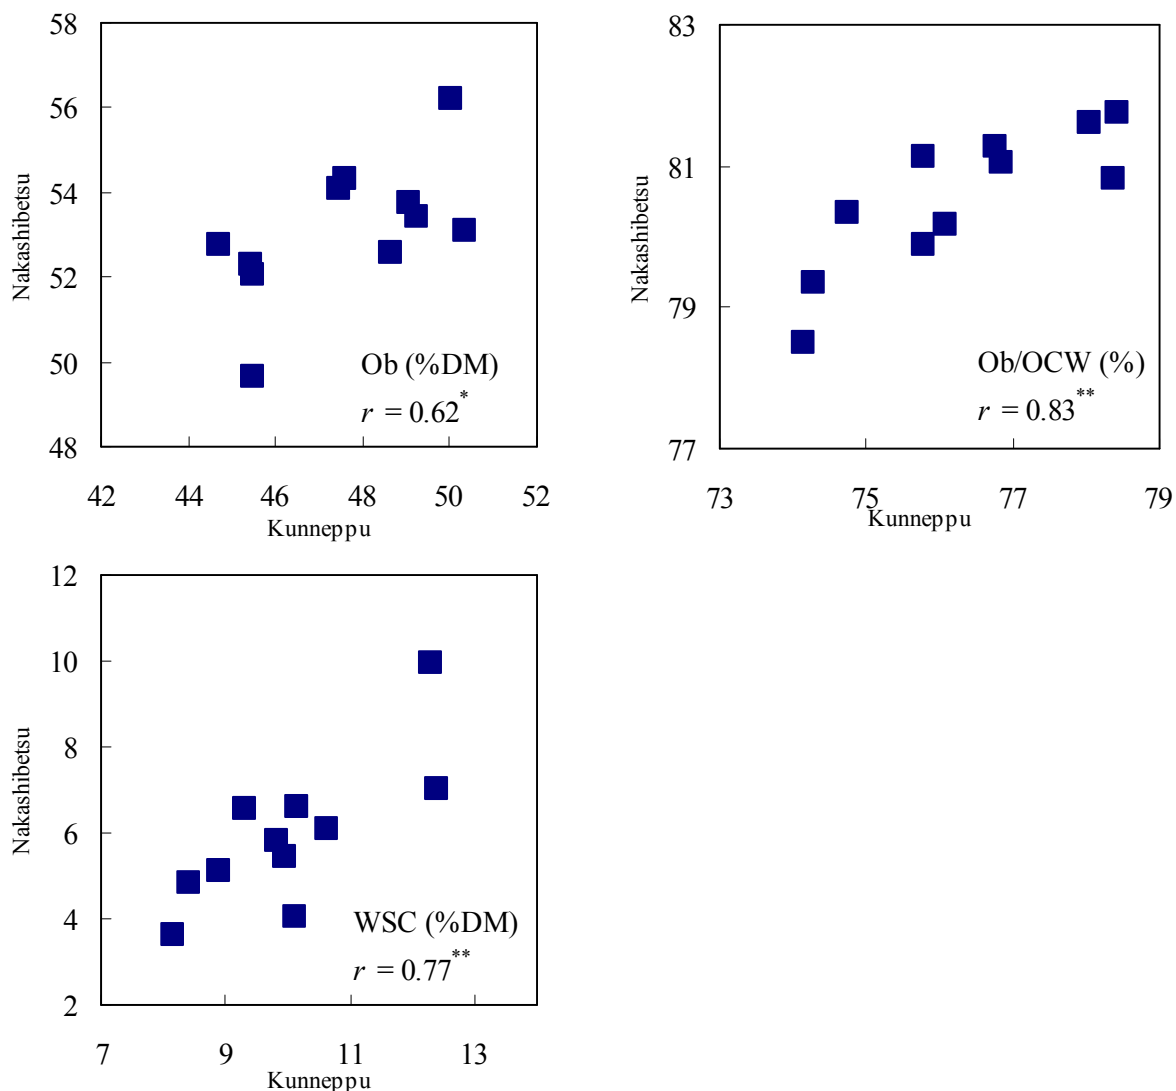 58
56
54
52
50
48
Nakashibetsu
Ob (%DM)
r = 0.62*
42 44 46 48 50 52
Kunneppu
83
81
79
77
Nakashibetsu
Ob/OCW (%)
r = 0.83**
73 75 77 79
Kunneppu
12
10
8
6
4
2
Nakashibetsu
WSC (%DM)
r = 0.77**
7 9 11 13
Kunneppu